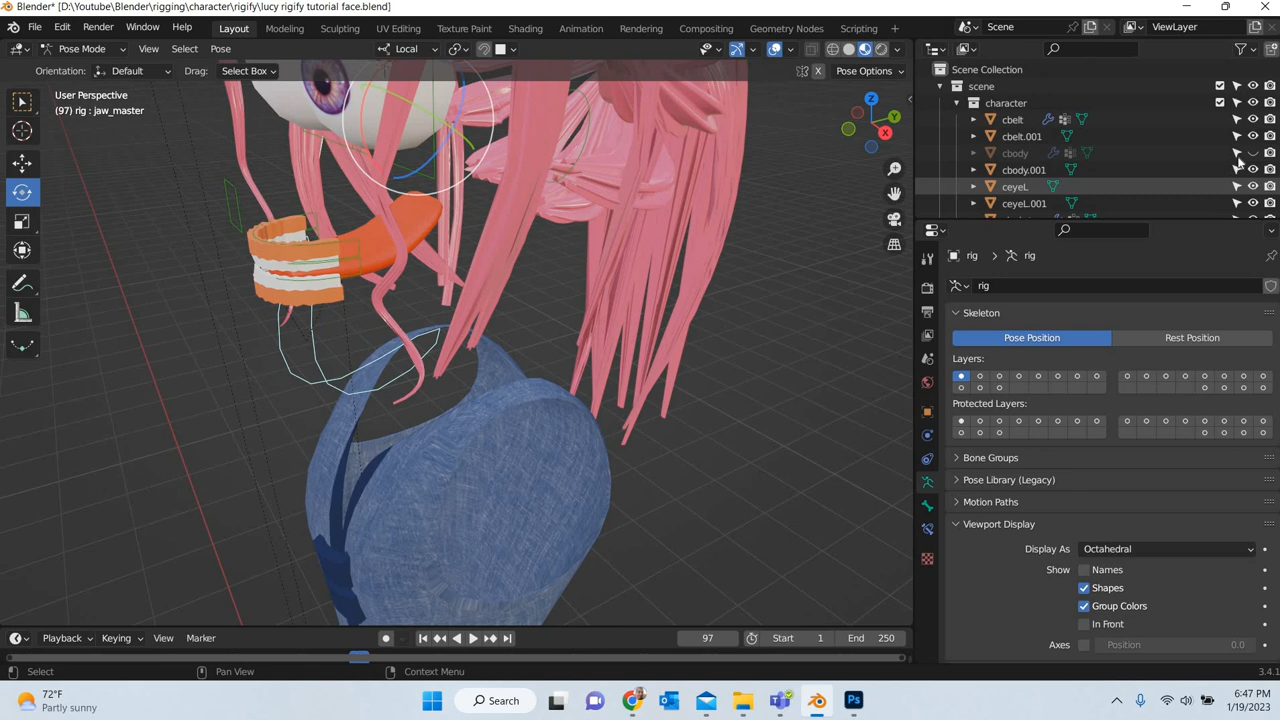 Blender* [D:\Youtube\Blender\rigging\character\rigify\lucy rigify tutorial face.blend]
File Edit Render Window Help Layout Modeling Sculpting UV Editing Texture Paint Shading Animation Rendering Compositing Geometry Nodes Scripting + Scene ViewLayer
Pose Mode View Select Pose Local
Orientation: Default Drag: Select Box X Pose Options
User Perspective
(97) rig : jaw_master
Z
Y
X
Scene Collection
scene
character
cbelt
cbelt.001
cbody
cbody.001
ceyeL
ceyeL.001
rig > rig
rig
Skeleton
Pose Position Rest Position
Layers:
Protected Layers:
Bone Groups
Pose Library (Legacy)
Motion Paths
Viewport Display
Display As Octahedral
Show Names
Shapes
Group Colors
In Front
Axes Position 0.0
Playback Keying View Marker 97 Start 1 End 250
Select Pan View Context Menu 3.4.1
72°F
Partly sunny
Search
6:47 PM
1/19/2023